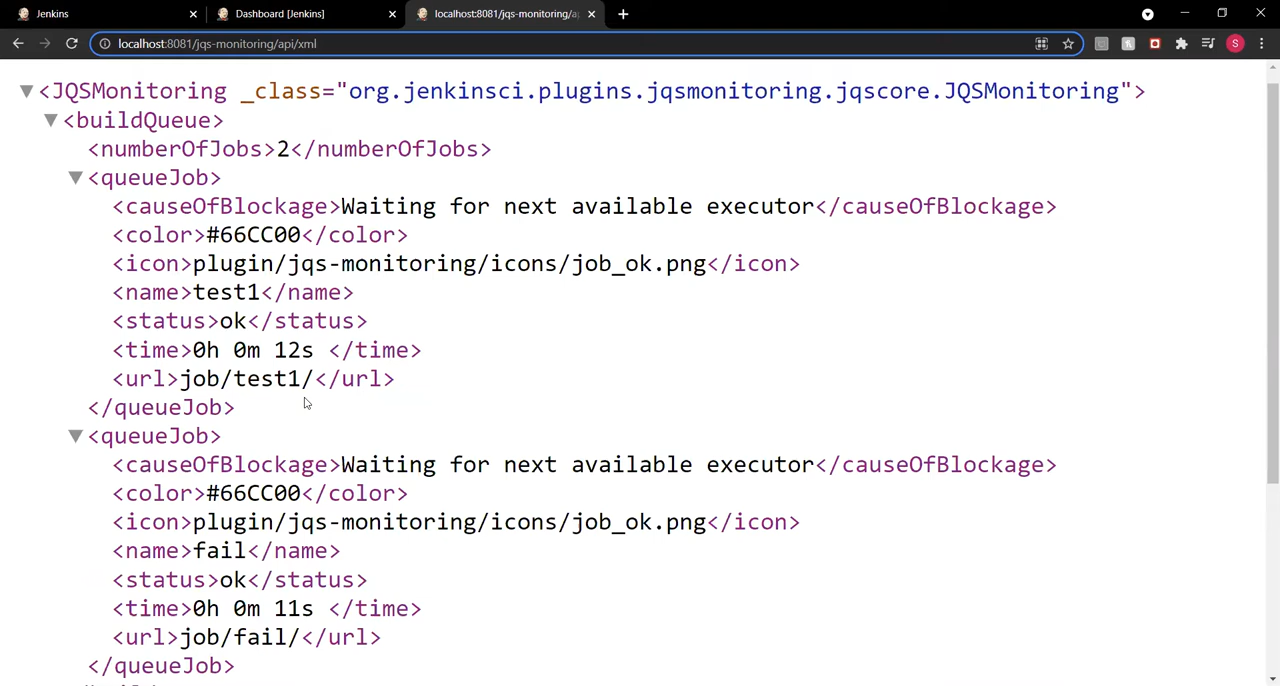 Jenkins
Dashboard [Jenkins]
localhost:8081/jqs-monitoring/ap
localhost:8081/jqs-monitoring/api/xml
S
<JQSMonitoring _class="org.jenkinsci.plugins.jqsmonitoring.jqscore.JQSMonitoring">
<buildQueue>
<numberOfJobs>2</numberOfJobs>
<queueJob>
<causeOfBlockage>Waiting for next available executor</causeOfBlockage>
<color>#66CC00</color>
<icon>plugin/jqs-monitoring/icons/job_ok.png</icon>
<name>test1</name>
<status>ok</status>
<time>0h 0m 12s </time>
<url>job/test1/</url>
</queueJob>
<queueJob>
<causeOfBlockage>Waiting for next available executor</causeOfBlockage>
<color>#66CC00</color>
<icon>plugin/jqs-monitoring/icons/job_ok.png</icon>
<name>fail</name>
<status>ok</status>
<time>0h 0m 11s </time>
<url>job/fail/</url>
</queueJob>